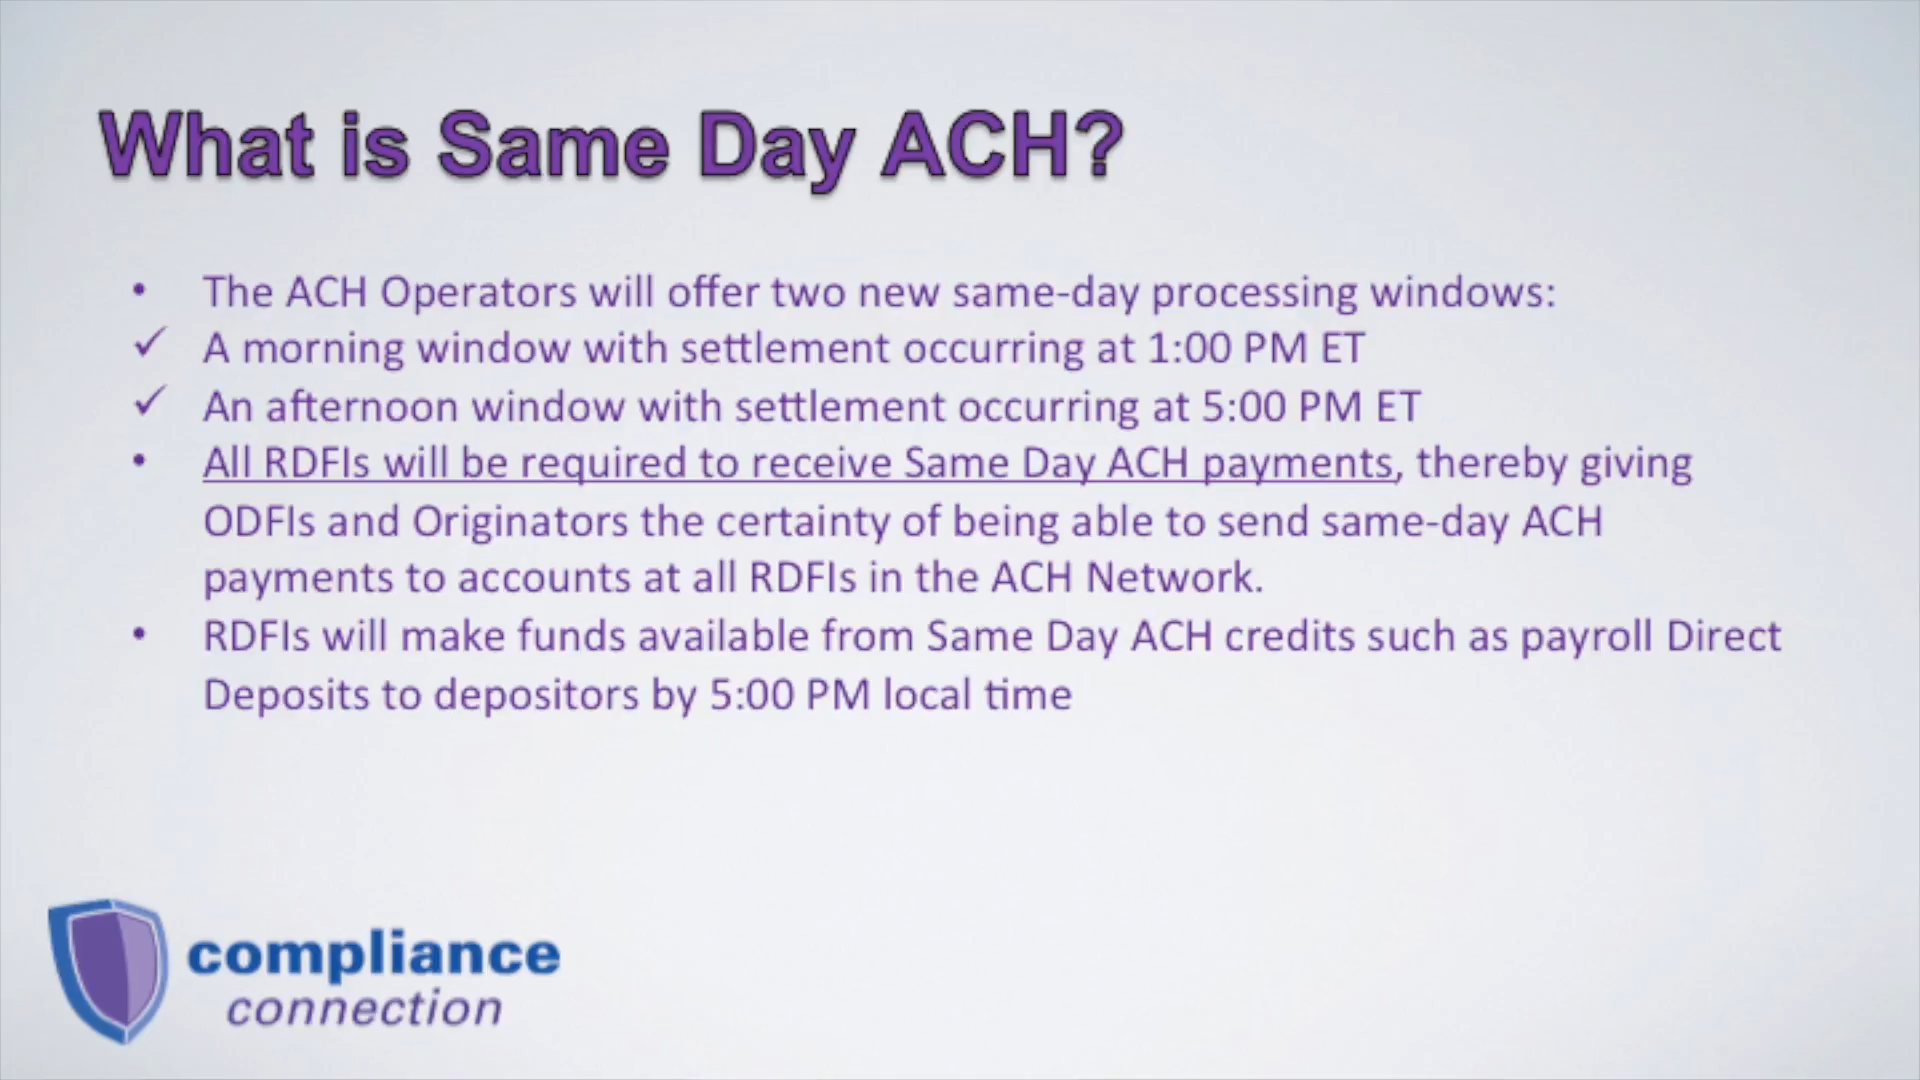 What is Same Day ACH?
• The ACH Operators will offer two new same-day processing windows:
✓ A morning window with settlement occurring at 1:00 PM ET
✓ An afternoon window with settlement occurring at 5:00 PM ET
• All RDFIs will be required to receive Same Day ACH payments, thereby giving
ODFIs and Originators the certainty of being able to send same-day ACH
payments to accounts at all RDFIs in the ACH Network.
• RDFIs will make funds available from Same Day ACH credits such as payroll Direct
Deposits to depositors by 5:00 PM local time
compliance
connection